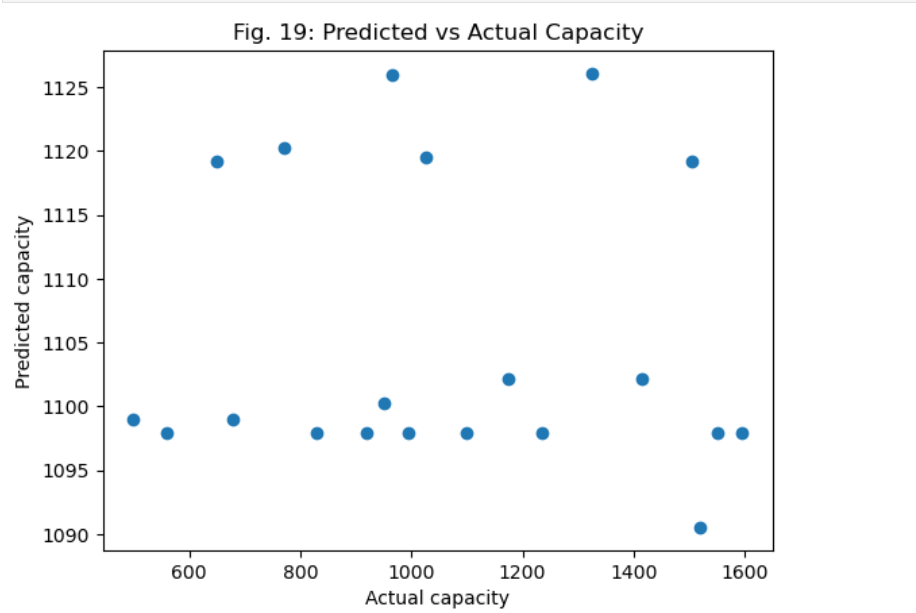 Fig. 19: Predicted vs Actual Capacity
1125
1120
1115
1110
1105
1100
1095
1090
Predicted capacity
600 800 1000 1200 1400 1600
Actual capacity